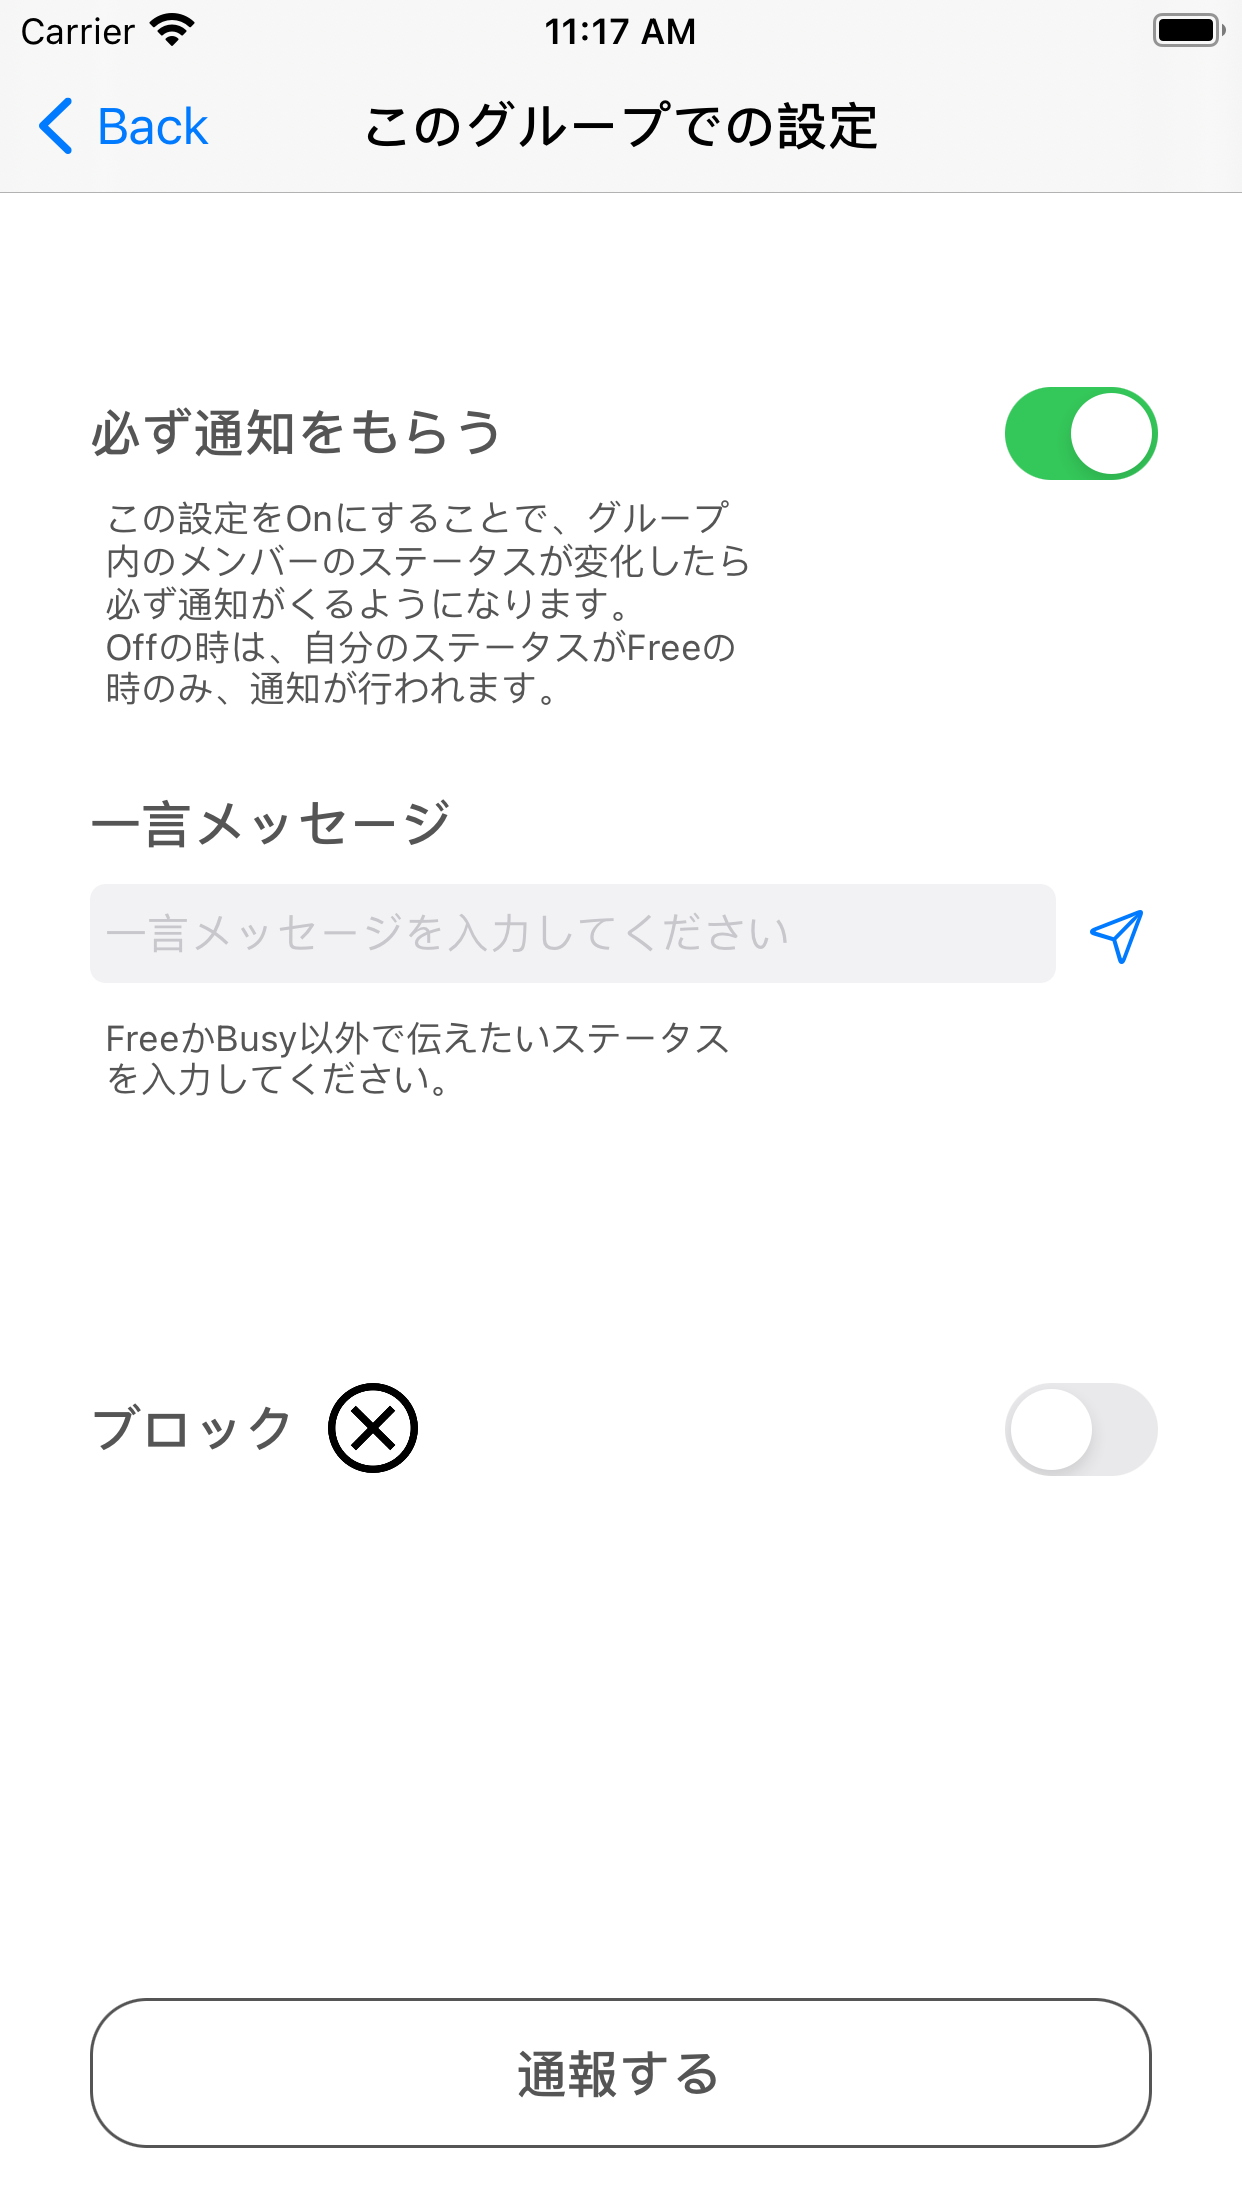 Carrier 11:17 AM
Back このグループでの設定
必ず通知をもらう
この設定をOnにすることで、グループ
内のメンバーのステータスが変化したら
必ず通知がくるようになります。
Offの時は、自分のステータスがFreeの
時のみ、通知が行われます。
一言メッセージ
一言メッセージを入力してください
FreeかBusy以外で伝えたいステータス
を入力してください。
ブロック
通報する